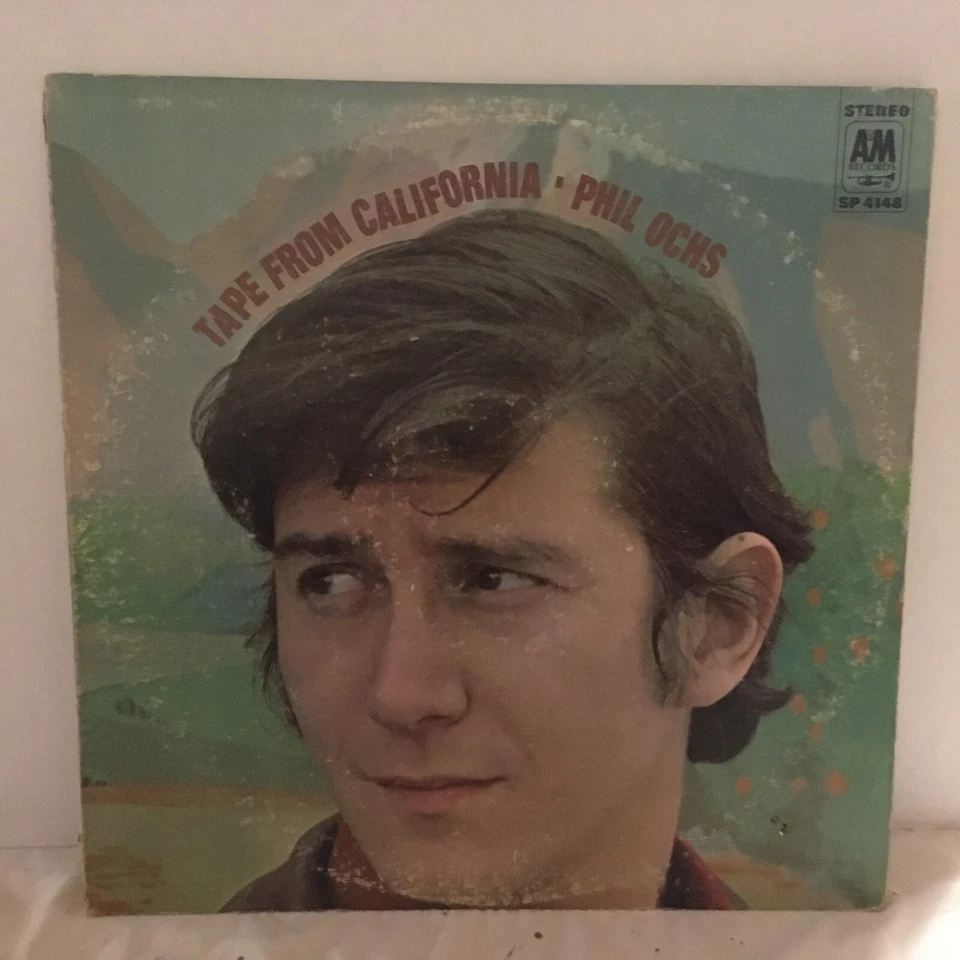 STEREO
A&M
RECORDS
SP 4148
TAPE FROM CALIFORNIA · PHIL OCHS